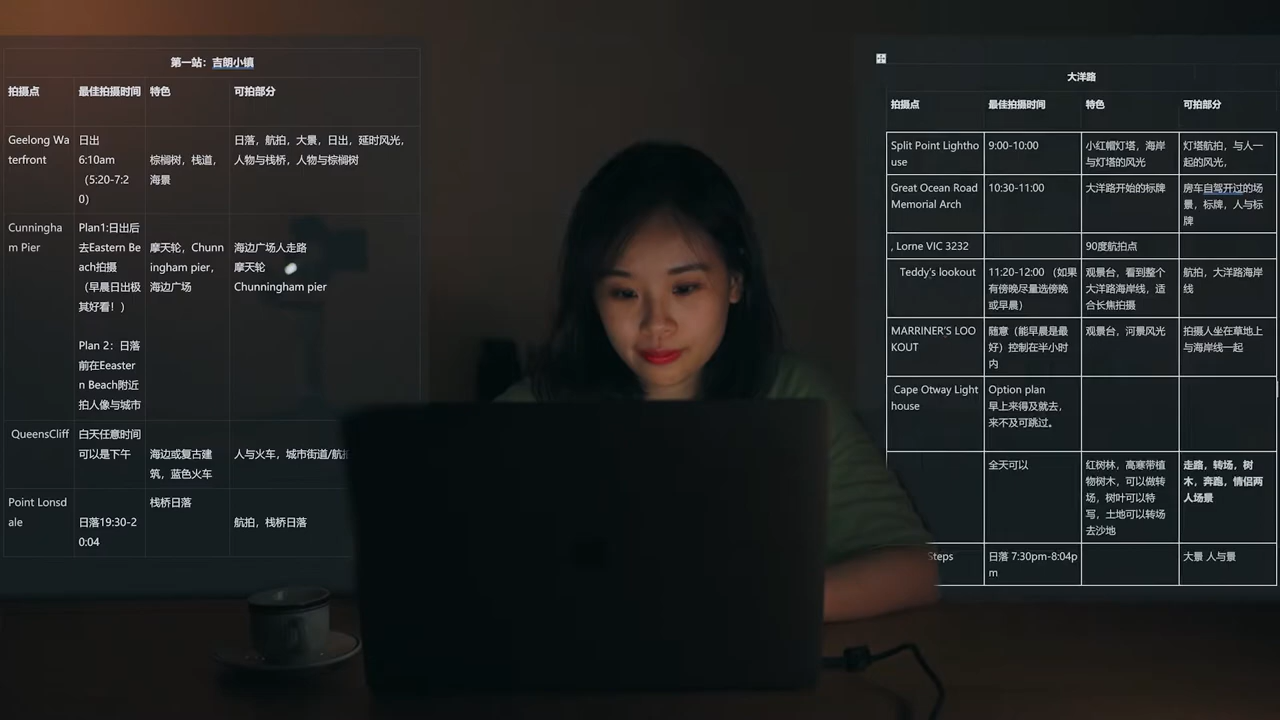 第一站：吉朗小镇
拍摄点
最佳拍摄时间
特色
可拍部分
Geelong Wa
terfront
日出
6:10am
（5:20-7:2
0）
棕榈树，栈道，
海景
日落，航拍，大景，日出，延时风光，
人物与栈桥，人物与棕榈树
Cunningha
m Pier
Plan1:日出后
去Eastern Be
ach拍摄
（早晨日出极
其好看！）
Plan 2：日落
前在Eeaster
n Beach附近
拍人像与城市
摩天轮，Chunn
ingham pier，
海边广场
海边广场人走路
摩天轮
Chunningham pier
QueensCliff
白天任意时间
可以是下午
海边或复古建
筑，蓝色火车
人与火车，城市街道/航拍
Point Lonsd
ale
日落19:30-2
0:04
栈桥日落
航拍，栈桥日落
大洋路
拍摄点
最佳拍摄时间
特色
可拍部分
Split Point Lightho
use
9:00-10:00
小红帽灯塔，海岸
与灯塔的风光
灯塔航拍，与人一
起的风光，
Great Ocean Road
Memorial Arch
10:30-11:00
大洋路开始的标牌
房车自驾开过的场
景，标牌，人与标
牌
, Lorne VIC 3232
90度航拍点
Teddy's lookout
11:20-12:00 （如果
有傍晚尽量选傍晚
或早晨）
观景台，看到整个
大洋路海岸线，适
合长焦拍摄
航拍，大洋路海岸
线
MARRINER'S LOO
KOUT
随意（能早晨是最
好）控制在半小时
内
观景台，河景风光
拍摄人坐在草地上
与海岸线一起
Cape Otway Light
house
Option plan
早上来得及就去，
来不及可跳过。
全天可以
红树林，高寒带植
物树木，可以做转
场，树叶可以特
写，土地可以转场
去沙地
走路，转场，树
木，奔跑，情侣两
人场景
Steps
日落 7:30pm-8:04p
m
大景 人与景